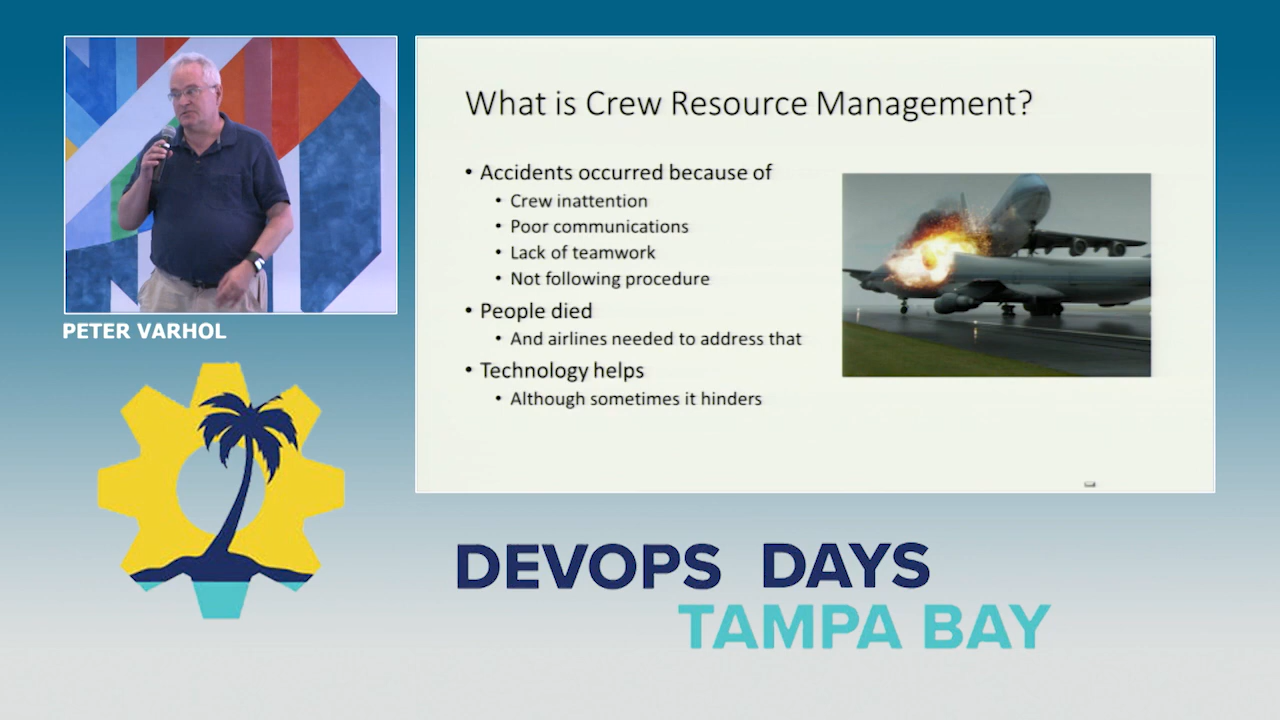 PETER VARHOL
What is Crew Resource Management?
• Accidents occurred because of
• Crew inattention
• Poor communications
• Lack of teamwork
• Not following procedure
• People died
• And airlines needed to address that
• Technology helps
• Although sometimes it hinders
DEVOPS DAYS
TAMPA BAY